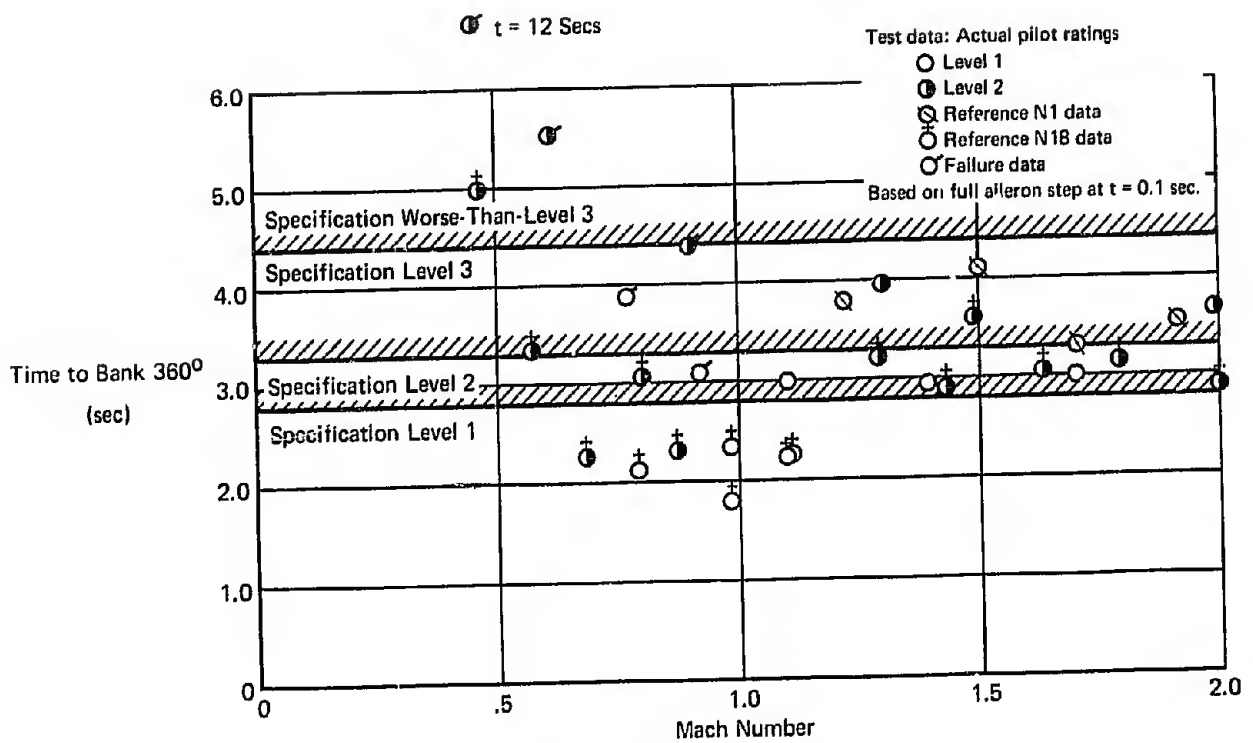 t = 12 Secs
Test data: Actual pilot ratings
Level 1
Level 2
Reference N1 data
Reference N1B data
Failure data
Based on full aileron step at t = 0.1 sec.
6.0
5.0
4.0
3.0
2.0
1.0
0
Specification Worse-Than-Level 3
Specification Level 3
Specification Level 2
Specification Level 1
Time to Bank 360⁰
(sec)
0
.5
1.0
1.5
2.0
Mach Number